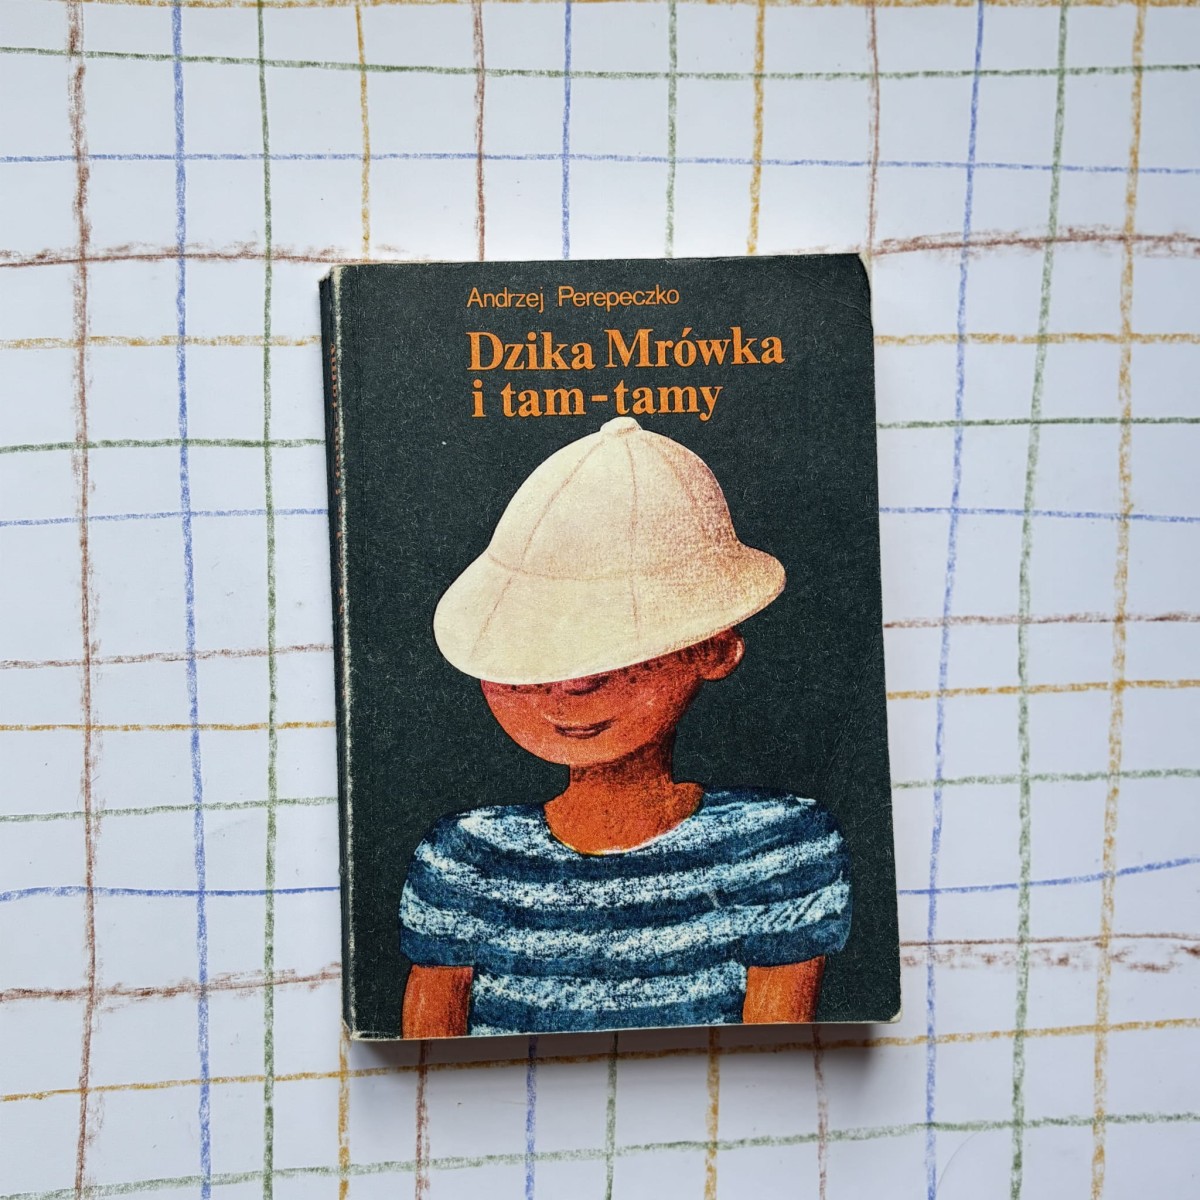 Andrzej Perepeczko
Dzika Mrówka
i tam-tamy